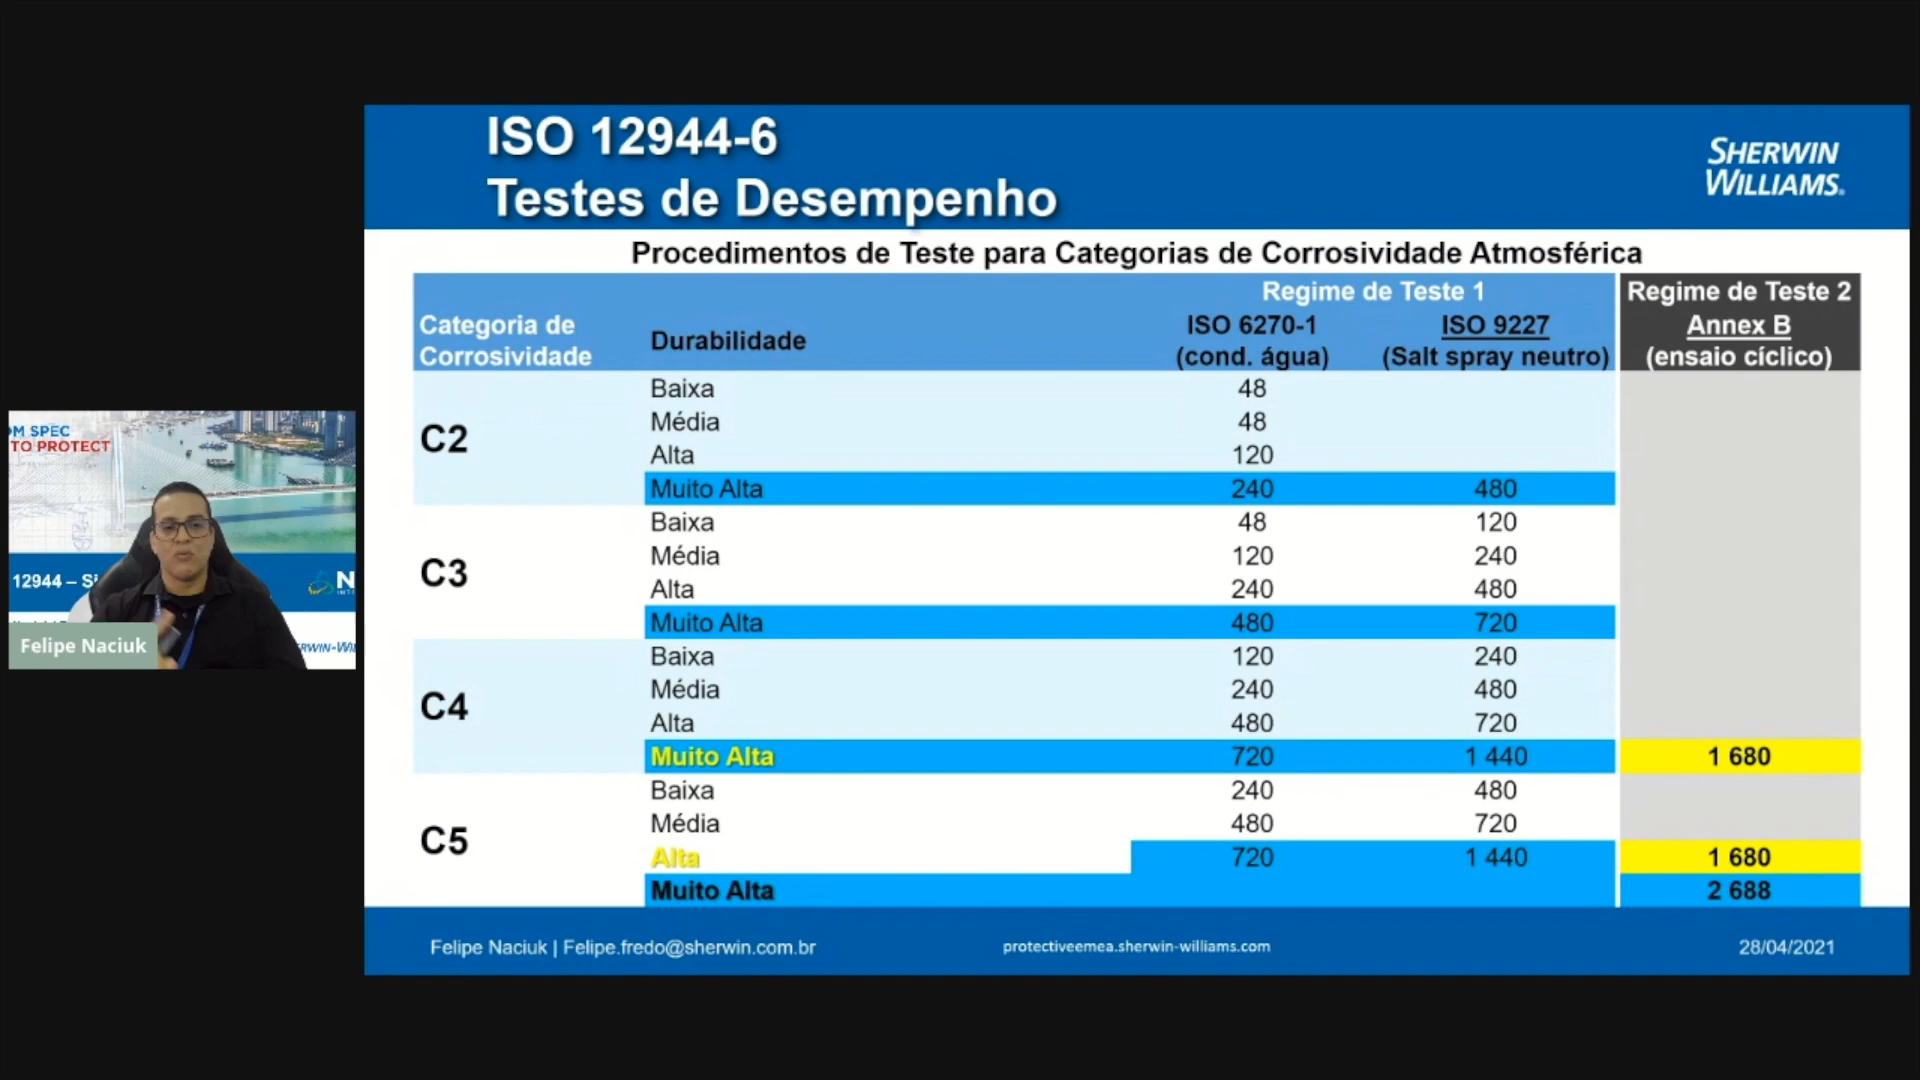 ISO 12944-6
Testes de Desempenho
SHERWIN
WILLIAMS.
Procedimentos de Teste para Categorias de Corrosividade Atmosférica
Regime de Teste 1
Regime de Teste 2
Categoria de
Corrosividade
Durabilidade
ISO 6270-1
(cond. água)
ISO 9227
(Salt spray neutro)
Annex B
(ensaio cíclico)
C2
Baixa 48
Média 48
Alta 120
Muito Alta 240 480
C3
Baixa 48 120
Média 120 240
Alta 240 480
Muito Alta 480 720
C4
Baixa 120 240
Média 240 480
Alta 480 720
Muito Alta 720 1 440 1 680
C5
Baixa 240 480
Média 480 720
Alta 720 1 440 1 680
Muito Alta 2 688
Felipe Naciuk | Felipe.fredo@sherwin.com.br
protectiveemea.sherwin-williams.com
28/04/2021
OM SPEC
TO PROTECT
12944 – Si
N
Felipe Naciuk
RWIN-WI